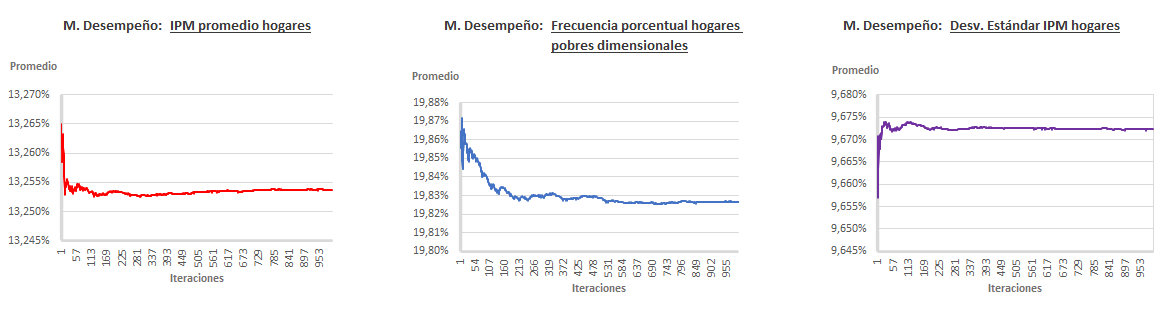 M. Desempeño: IPM promedio hogares
Promedio
13,270%
13,265%
13,260%
13,255%
13,250%
13,245%
1 57 113 169 225 281 337 393 449 505 561 617 673 729 785 841 897 953
Iteraciones
M. Desempeño: Frecuencia porcentual hogares
pobres dimensionales
Promedio
19,88%
19,87%
19,86%
19,85%
19,84%
19,83%
19,82%
19,81%
19,80%
1 54 107 160 213 266 319 372 425 478 531 584 637 690 743 796 849 902 955
Iteraciones
M. Desempeño: Desv. Estándar IPM hogares
Promedio
9,680%
9,675%
9,670%
9,665%
9,660%
9,655%
9,650%
9,645%
1 57 113 169 225 281 337 393 449 505 561 617 673 729 785 841 897 953
Iteraciones